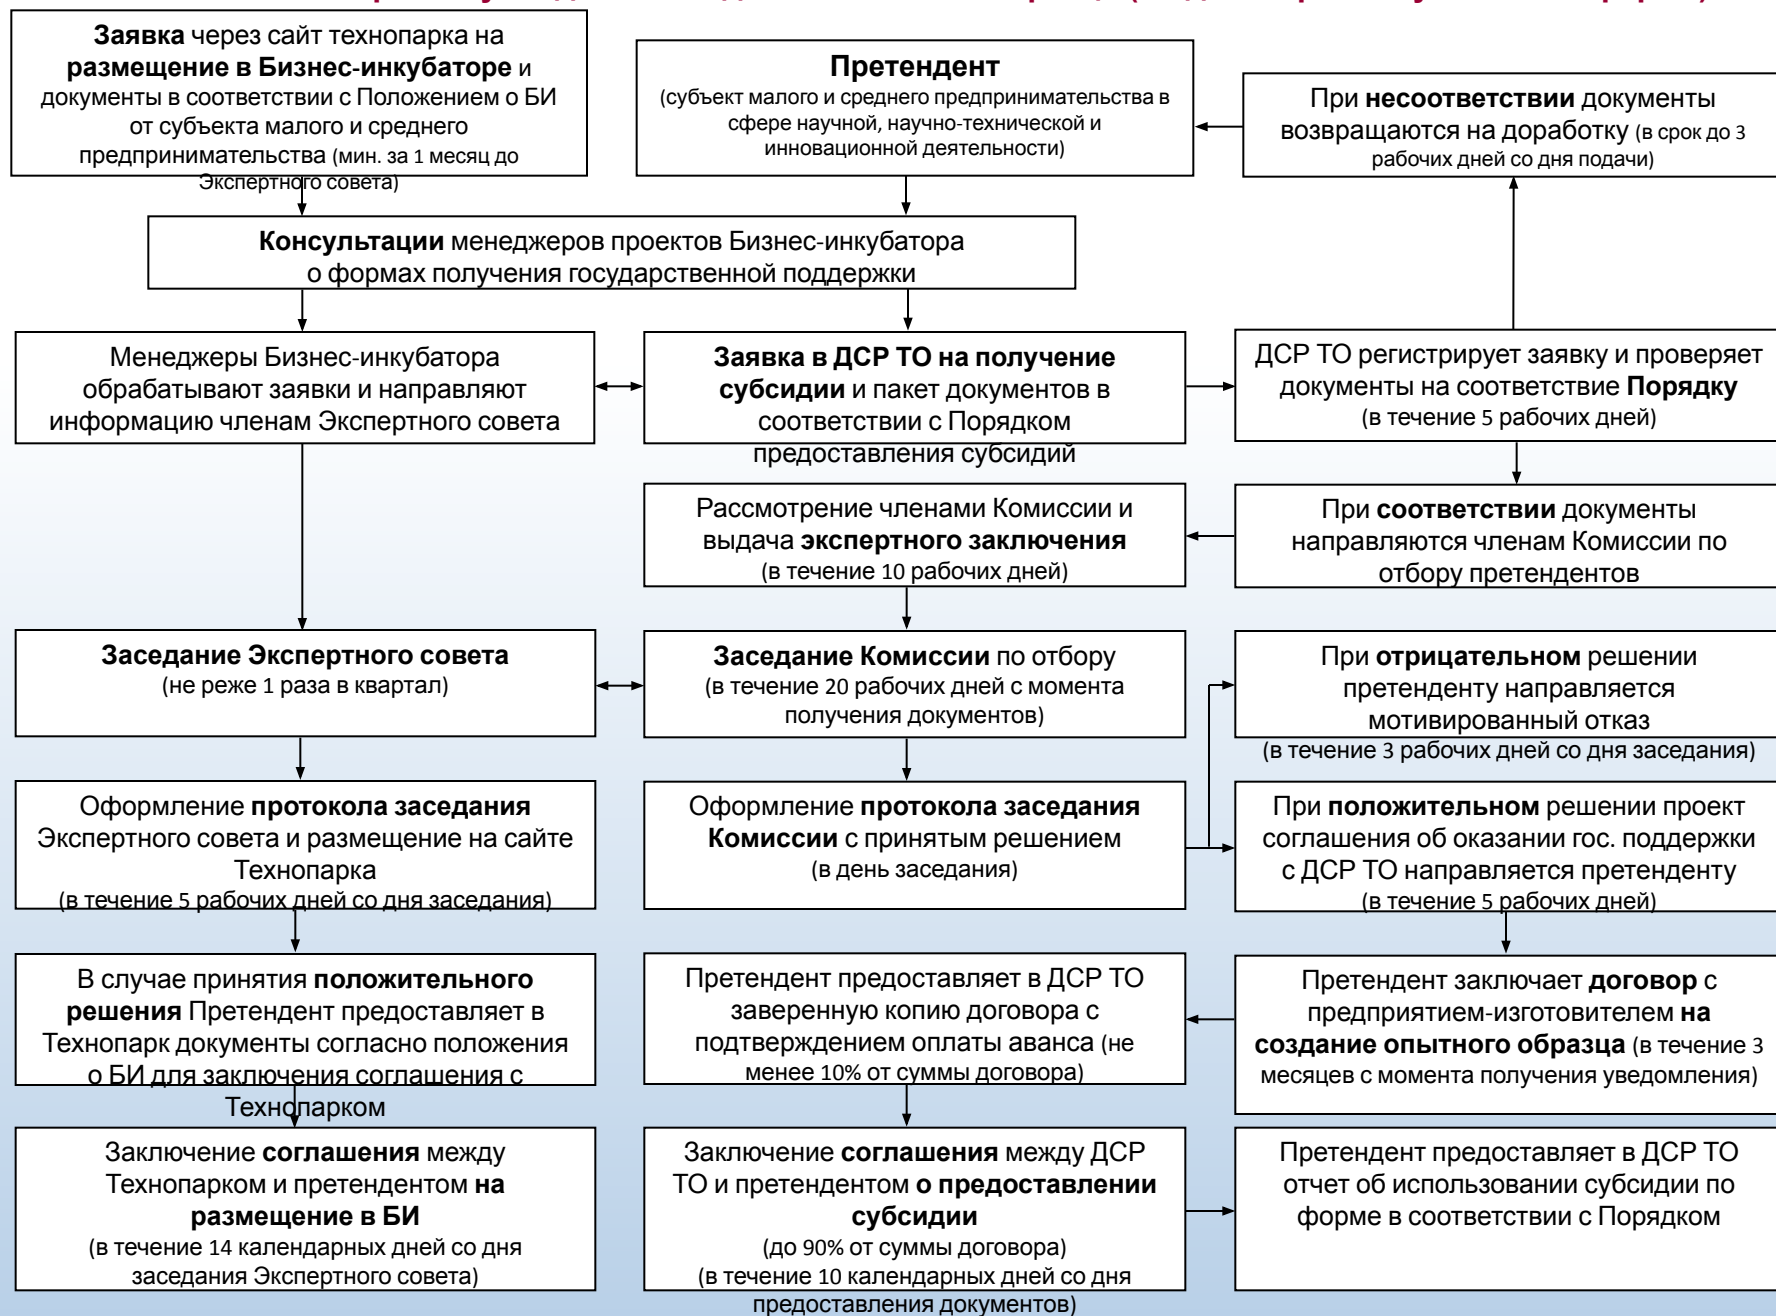 Заявка через сайт технопарка на
размещение в Бизнес-инкубаторе и
документы в соответствии с Положением о БИ
от субъекта малого и среднего
предпринимательства (мин. за 1 месяц до
Экспертного совета)
Претендент
(субъект малого и среднего предпринимательства в
сфере научной, научно-технической и
инновационной деятельности)
При несоответствии документы
возвращаются на доработку (в срок до 3
рабочих дней со дня подачи)
Консультации менеджеров проектов Бизнес-инкубатора
о формах получения государственной поддержки
Менеджеры Бизнес-инкубатора
обрабатывают заявки и направляют
информацию членам Экспертного совета
Заявка в ДСР ТО на получение
субсидии и пакет документов в
соответствии с Порядком
предоставления субсидий
ДСР ТО регистрирует заявку и проверяет
документы на соответствие Порядку
(в течение 5 рабочих дней)
Рассмотрение членами Комиссии и
выдача экспертного заключения
(в течение 10 рабочих дней)
При соответствии документы
направляются членам Комиссии по
отбору претендентов
Заседание Экспертного совета
(не реже 1 раза в квартал)
Заседание Комиссии по отбору
(в течение 20 рабочих дней с момента
получения документов)
При отрицательном решении
претенденту направляется
мотивированный отказ
(в течение 3 рабочих дней со дня заседания)
Оформление протокола заседания
Экспертного совета и размещение на сайте
Технопарка
(в течение 5 рабочих дней со дня заседания)
Оформление протокола заседания
Комиссии с принятым решением
(в день заседания)
При положительном решении проект
соглашения об оказании гос. поддержки
с ДСР ТО направляется претенденту
(в течение 5 рабочих дней)
В случае принятия положительного
решения Претендент предоставляет в
Технопарк документы согласно положения
о БИ для заключения соглашения с
Технопарком
Претендент предоставляет в ДСР ТО
заверенную копию договора с
подтверждением оплаты аванса (не
менее 10% от суммы договора)
Претендент заключает договор с
предприятием-изготовителем на
создание опытного образца (в течение 3
месяцев с момента получения уведомления)
Заключение соглашения между
Технопарком и претендентом на
размещение в БИ
(в течение 14 календарных дней со дня
заседания Экспертного совета)
Заключение соглашения между ДСР
ТО и претендентом о предоставлении
субсидии
(до 90% от суммы договора)
(в течение 10 календарных дней со дня
предоставления документов)
Претендент предоставляет в ДСР ТО
отчет об использовании субсидии по
форме в соответствии с Порядком